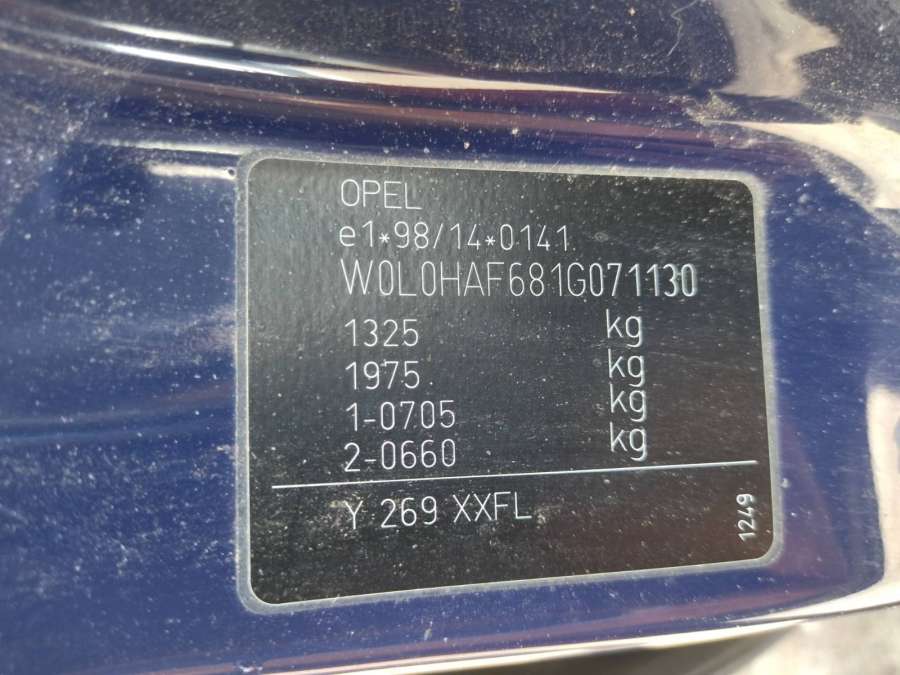 OPEL
e1*98/14*0141
W0L0HAF681G071130
1325 kg
1975 kg
1-0705 kg
2-0660 kg
Y 269 XXFL
1249